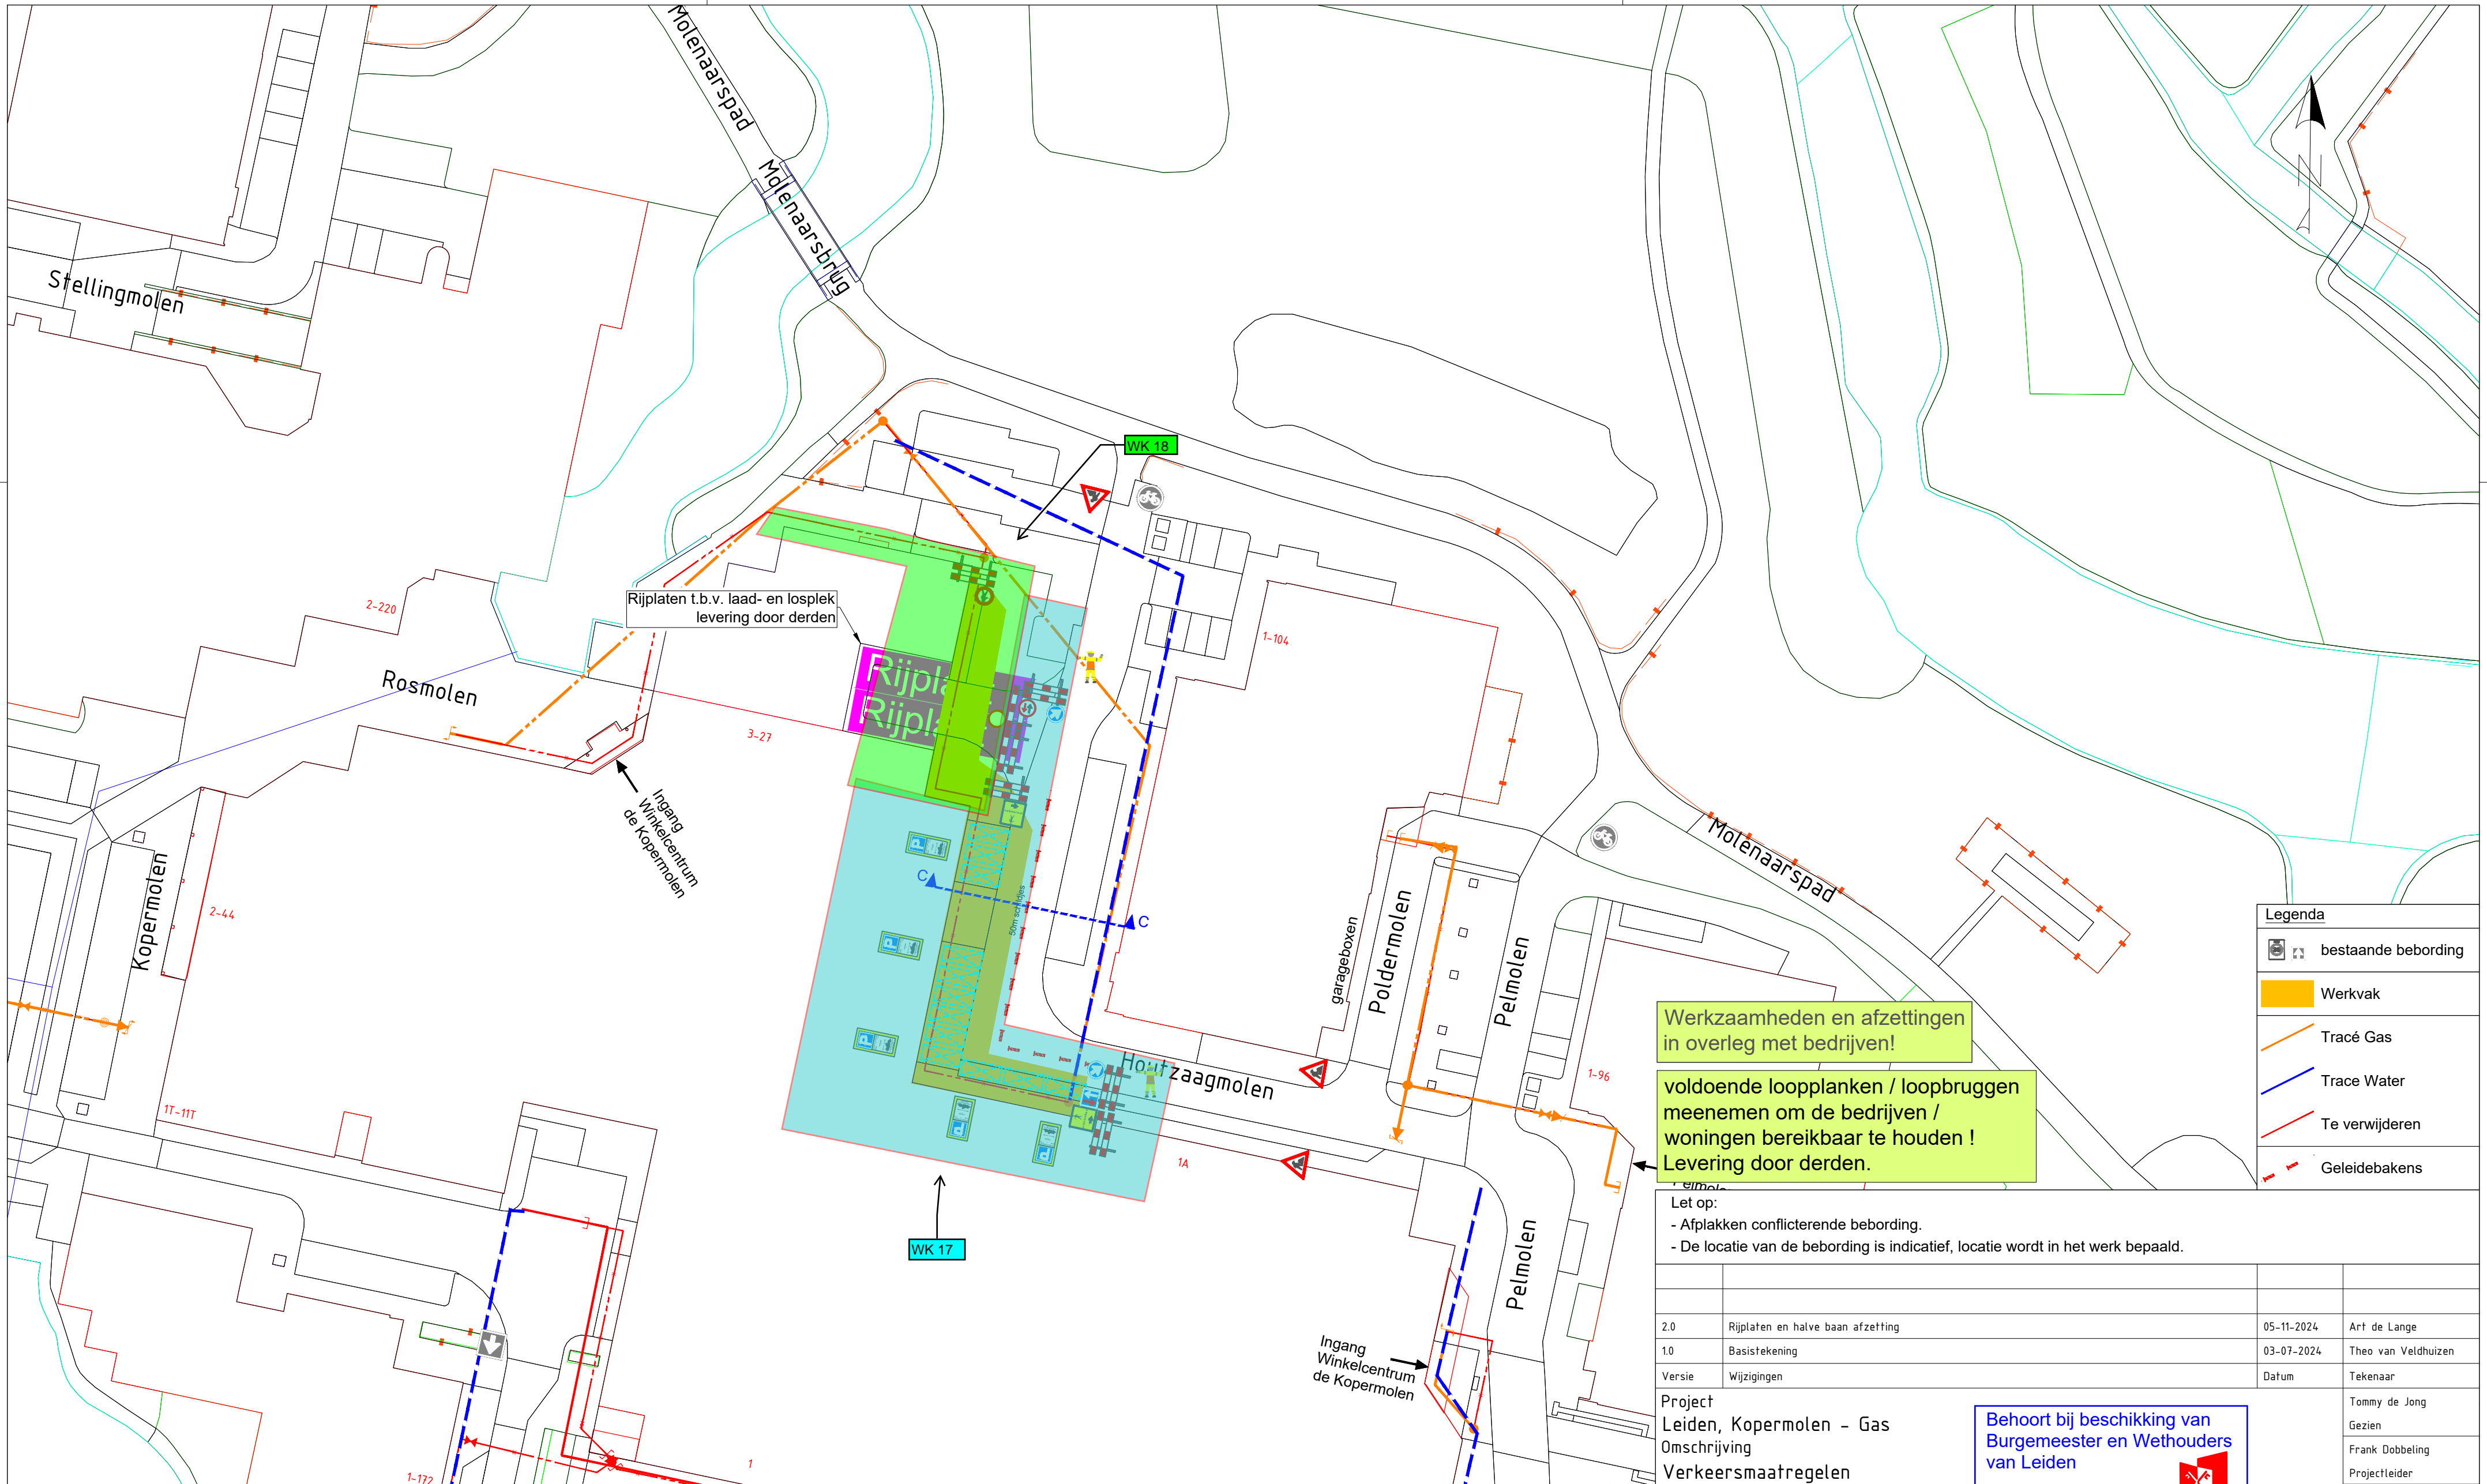 Molenaarspad
Molenaarsbrug
Stellingmolen
WK 18
Rijplaten t.b.v. laad- en losplek
levering door derden
2-220
1-104
Rosmolen
3-27
Ingang
Winkelcentrum
de Kopermolen
Kopermolen
2-44
C
C
50m schildjes
garageboxen
Poldermolen
Pelmolen
Molenaarspad
Houtzaagmolen
1-96
1T-11T
1A
WK 17
Pelmolen
Ingang
Winkelcentrum
de Kopermolen
1-172
1
N
Legenda
bestaande bebording
Werkvak
Tracé Gas
Trace Water
Te verwijderen
Geleidebakens
Werkzaamheden en afzettingen
in overleg met bedrijven!
voldoende loopplanken / loopbruggen
meenemen om de bedrijven /
woningen bereikbaar te houden !
Levering door derden.
Let op:
- Afplakken conflicterende bebording.
- De locatie van de bebording is indicatief, locatie wordt in het werk bepaald.
2.0 Rijplaten en halve baan afzetting 05-11-2024 Art de Lange
1.0 Basistekening 03-07-2024 Theo van Veldhuizen
Versie Wijzigingen Datum Tekenaar
Project
Leiden, Kopermolen - Gas
Omschrijving
Verkeersmaatregelen
Behoort bij beschikking van
Burgemeester en Wethouders
van Leiden
Tommy de Jong
Gezien
Frank Dobbeling
Projectleider